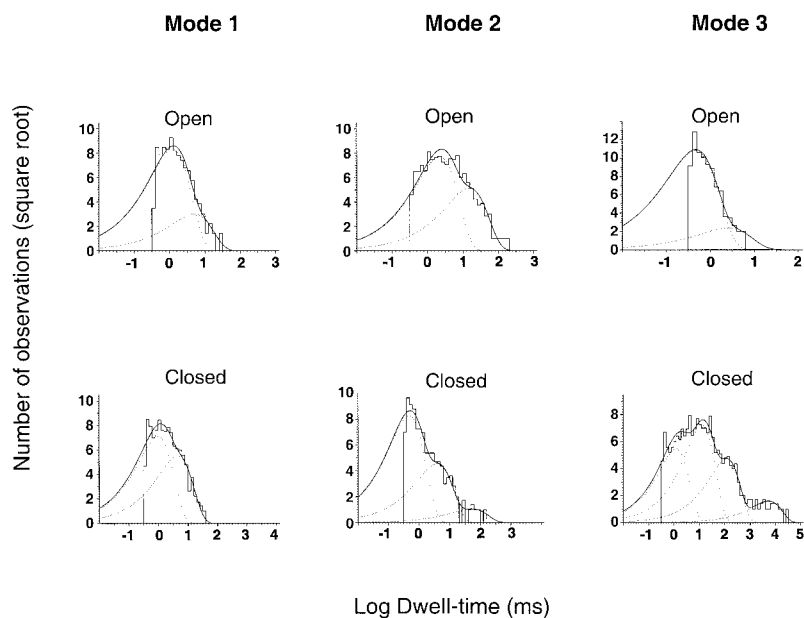 Mode 1 Mode 2 Mode 3
Number of observations (square root)
Open Open Open
10 8 6 4 2 0
-1 0 1 2 3
10 8 6 4 2 0
-1 0 1 2 3
12 10 8 6 4 2 0
-1 0 1 2
Closed Closed Closed
10 8 6 4 2 0
-1 0 1 2 3 4
10 8 6 4 2 0
-1 0 1 2 3
8 6 4 2 0
-1 0 1 2 3 4 5
Log Dwell-time (ms)